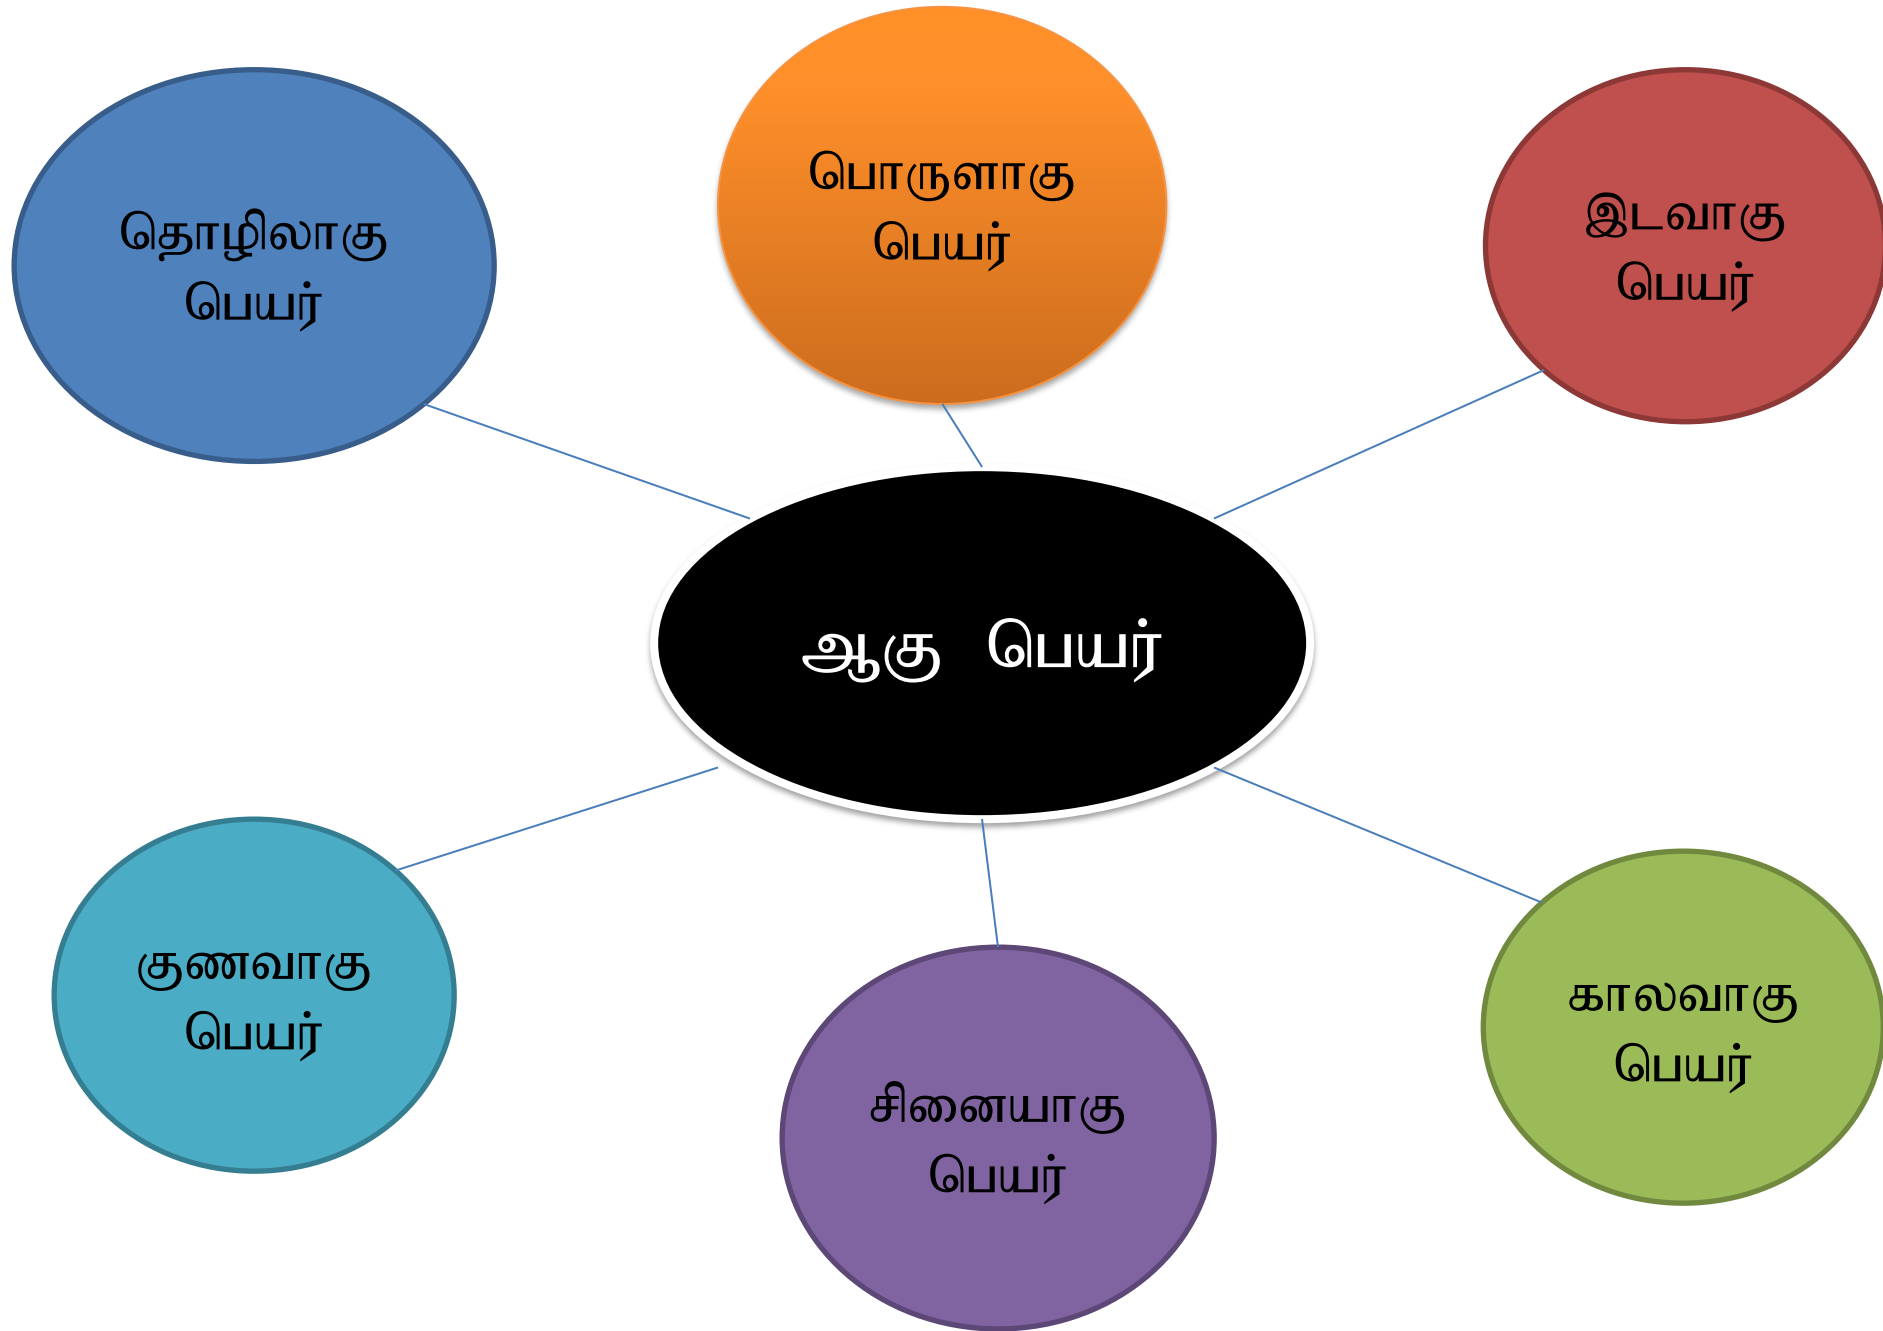 பொருளாகு
பெயர்
தொழிலாகு
பெயர்
இடவாகு
பெயர்
ஆகு பெயர்
குணவாகு
பெயர்
சினையாகு
பெயர்
காலவாகு
பெயர்